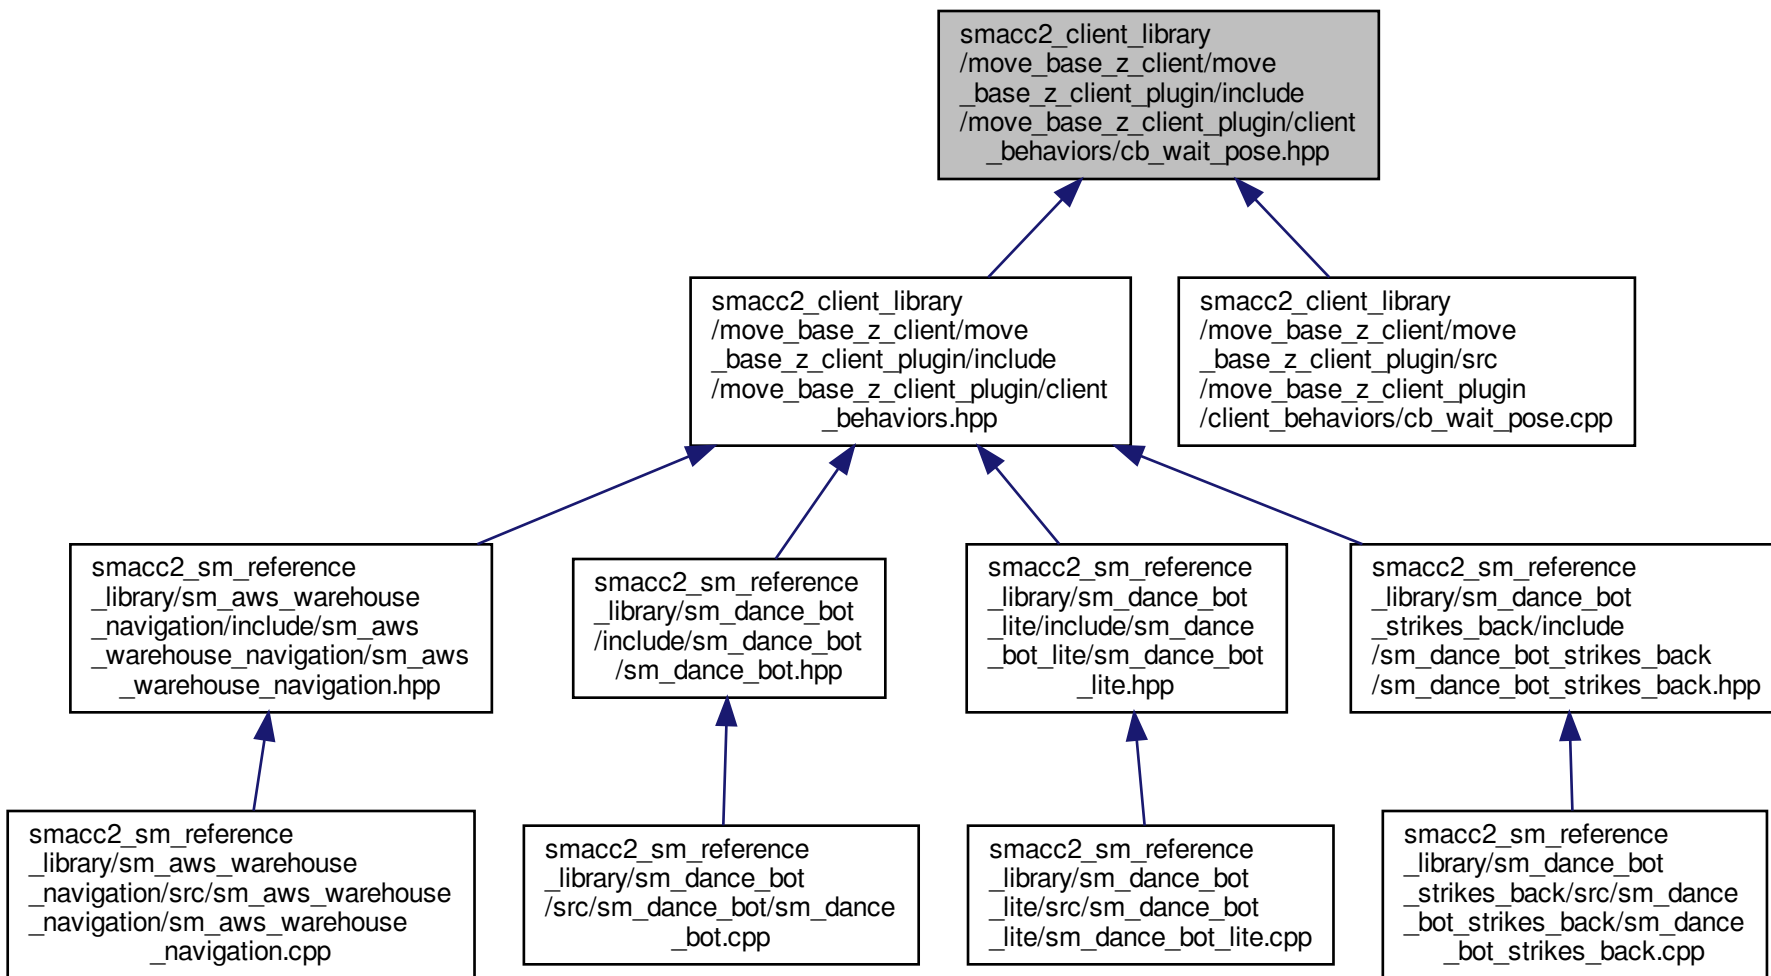 smacc2_client_library
/move_base_z_client/move
_base_z_client_plugin/include
/move_base_z_client_plugin/client
_behaviors/cb_wait_pose.hpp
smacc2_client_library
/move_base_z_client/move
_base_z_client_plugin/include
/move_base_z_client_plugin/client
_behaviors.hpp
smacc2_client_library
/move_base_z_client/move
_base_z_client_plugin/src
/move_base_z_client_plugin
/client_behaviors/cb_wait_pose.cpp
smacc2_sm_reference
_library/sm_aws_warehouse
_navigation/include/sm_aws
_warehouse_navigation/sm_aws
_warehouse_navigation.hpp
smacc2_sm_reference
_library/sm_dance_bot
/include/sm_dance_bot
/sm_dance_bot.hpp
smacc2_sm_reference
_library/sm_dance_bot
_lite/include/sm_dance
_bot_lite/sm_dance_bot
_lite.hpp
smacc2_sm_reference
_library/sm_dance_bot
_strikes_back/include
/sm_dance_bot_strikes_back
/sm_dance_bot_strikes_back.hpp
smacc2_sm_reference
_library/sm_aws_warehouse
_navigation/src/sm_aws_warehouse
_navigation/sm_aws_warehouse
_navigation.cpp
smacc2_sm_reference
_library/sm_dance_bot
/src/sm_dance_bot/sm_dance
_bot.cpp
smacc2_sm_reference
_library/sm_dance_bot
_lite/src/sm_dance_bot
_lite/sm_dance_bot_lite.cpp
smacc2_sm_reference
_library/sm_dance_bot
_strikes_back/src/sm_dance
_bot_strikes_back/sm_dance
_bot_strikes_back.cpp